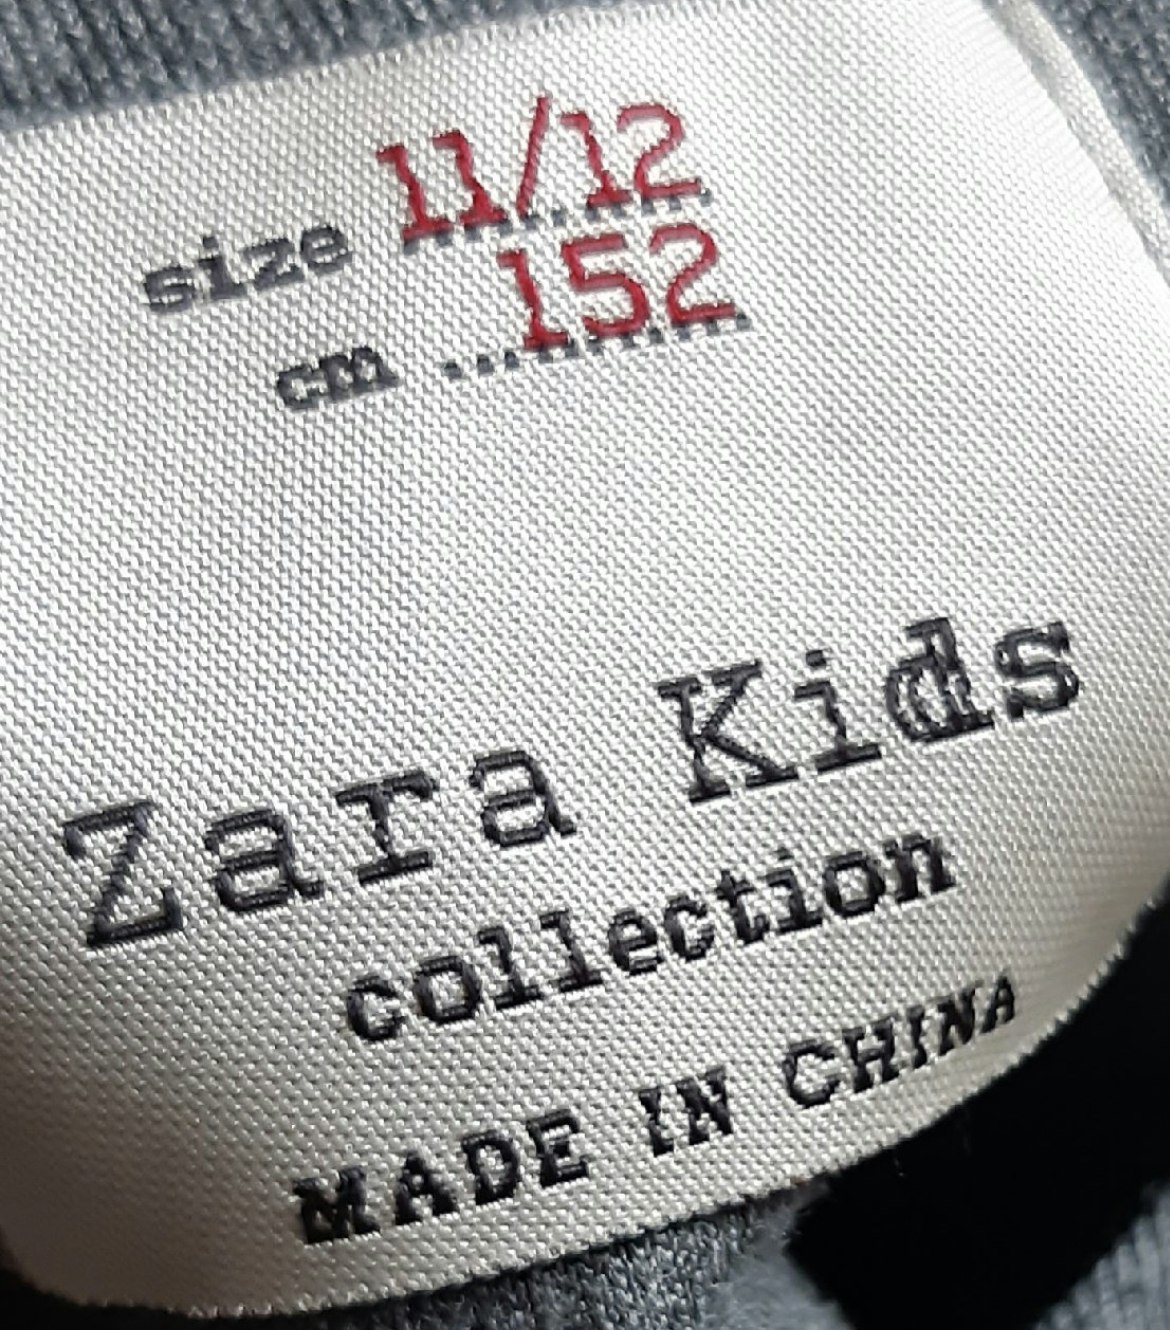 size 11/12
cm ...152
Zara Kids
collection
MADE IN CHINA